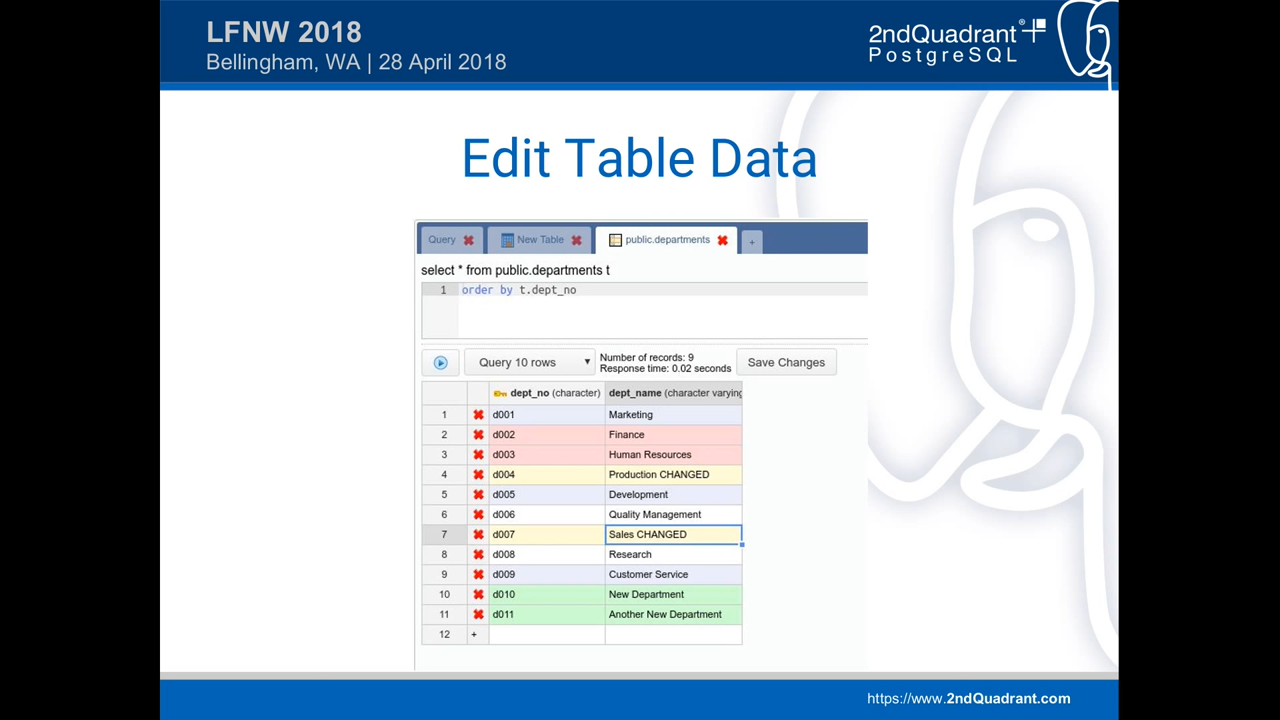 LFNW 2018
Bellingham, WA | 28 April 2018
2ndQuadrant®
PostgreSQL
Edit Table Data
Query
New Table
public.departments
+
select * from public.departments t
1 order by t.dept_no
Query 10 rows
Number of records: 9
Response time: 0.02 seconds
Save Changes
dept_no (character) dept_name (character varying
1 d001 Marketing
2 d002 Finance
3 d003 Human Resources
4 d004 Production CHANGED
5 d005 Development
6 d006 Quality Management
7 d007 Sales CHANGED
8 d008 Research
9 d009 Customer Service
10 d010 New Department
11 d011 Another New Department
12 +
https://www.2ndQuadrant.com